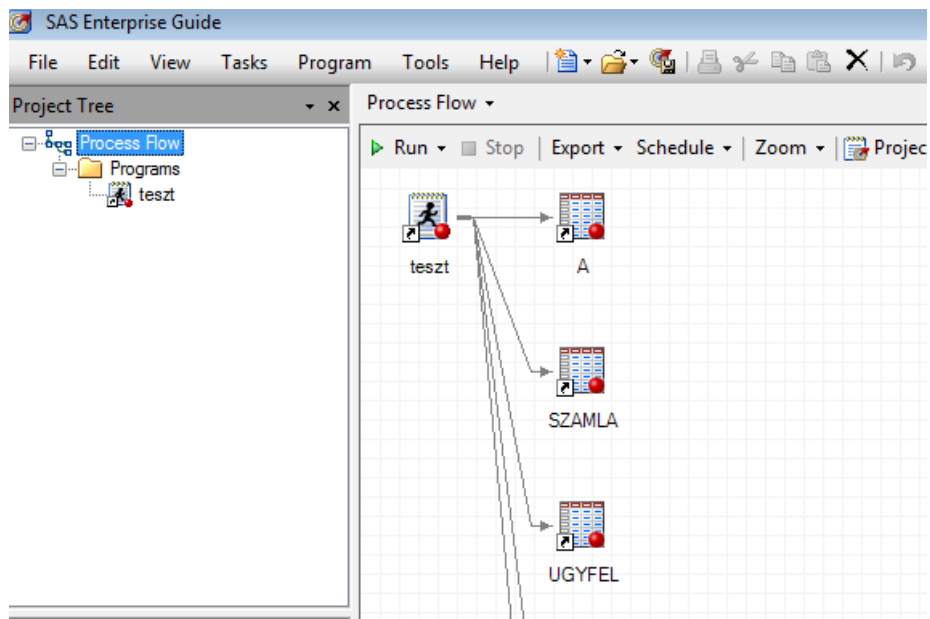 SAS Enterprise Guide
File Edit View Tasks Program Tools Help
Project Tree
Process Flow
Process Flow
Programs
teszt
Run Stop Export Schedule Zoom Projec
teszt
A
SZAMLA
UGYFEL